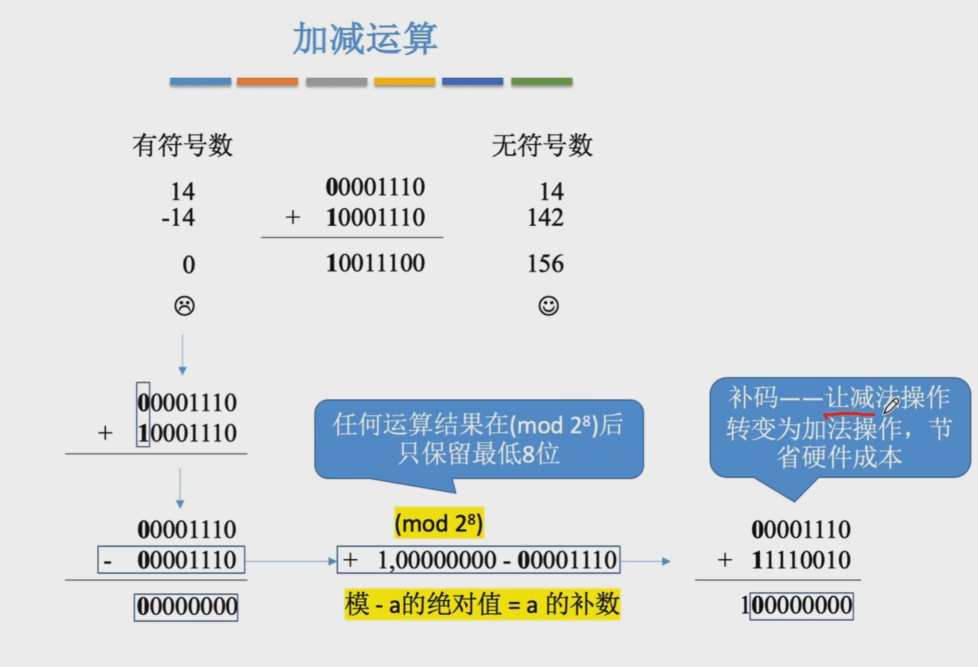 加减运算
有符号数
无符号数
14 00001110 14
-14 + 10001110 142
0 10011100 156
00001110
+ 10001110
任何运算结果在(mod 2⁸)后
只保留最低8位
补码——让减法操作
转变为加法操作，节
省硬件成本
00001110
- 00001110
00000000
(mod 2⁸)
+ 1,00000000 - 00001110
模 - a的绝对值 = a 的补数
00001110
+ 11110010
100000000